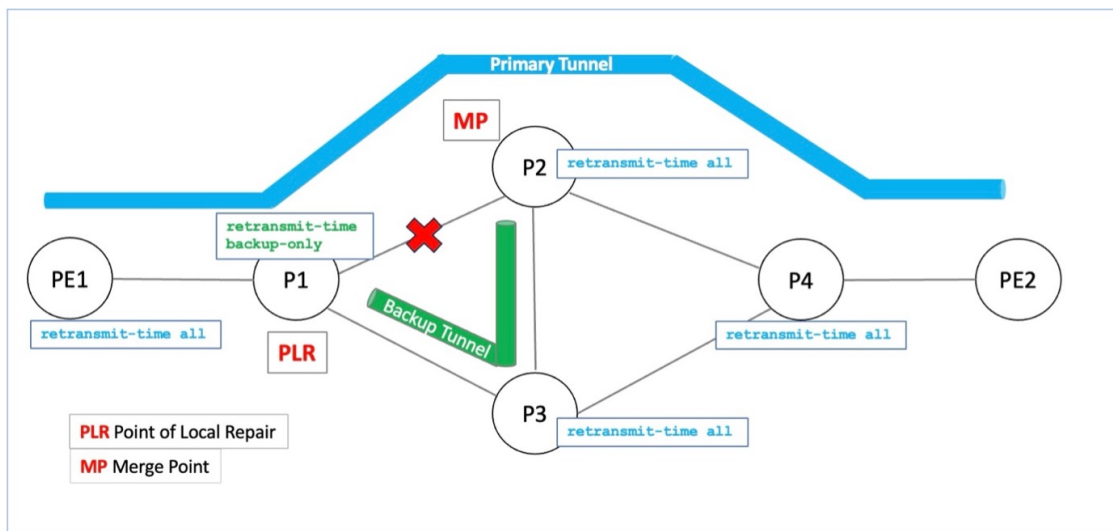 Primary Tunnel
MP
P2
retransmit-time all
retransmit-time
backup-only
PE1
P1
P4
PE2
retransmit-time all
Backup Tunnel
retransmit-time all
PLR
P3
retransmit-time all
PLR Point of Local Repair
MP Merge Point